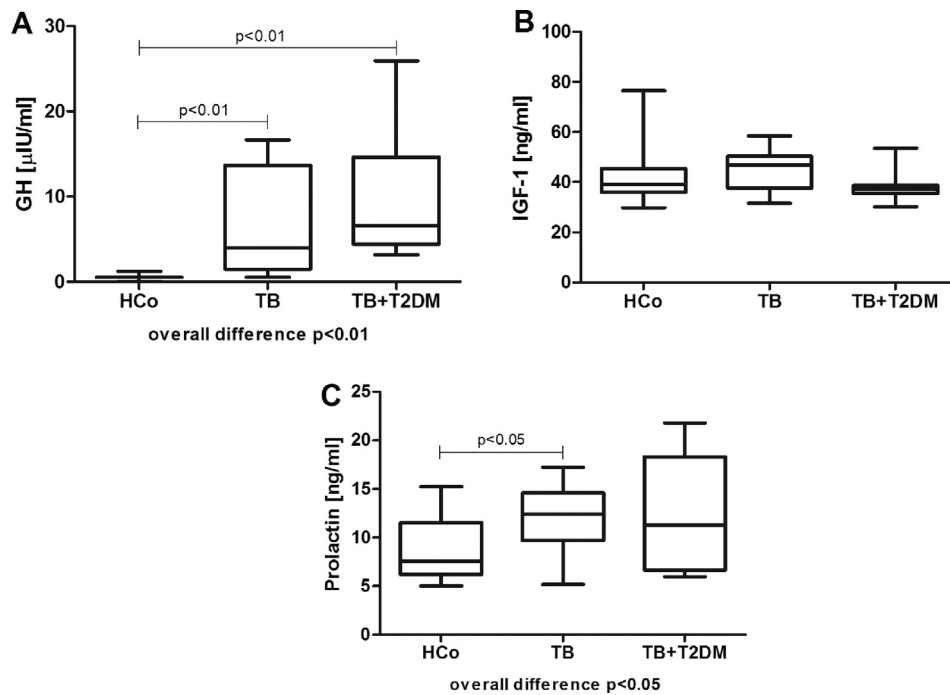 A
30
20
10
0
GH [µIU/ml]
p<0.01
p<0.01
HCo TB TB+T2DM
overall difference p<0.01
B
100
80
60
40
20
0
IGF-1 [ng/ml]
HCo TB TB+T2DM
C
25
20
15
10
5
0
Prolactin [ng/ml]
p<0.05
HCo TB TB+T2DM
overall difference p<0.05